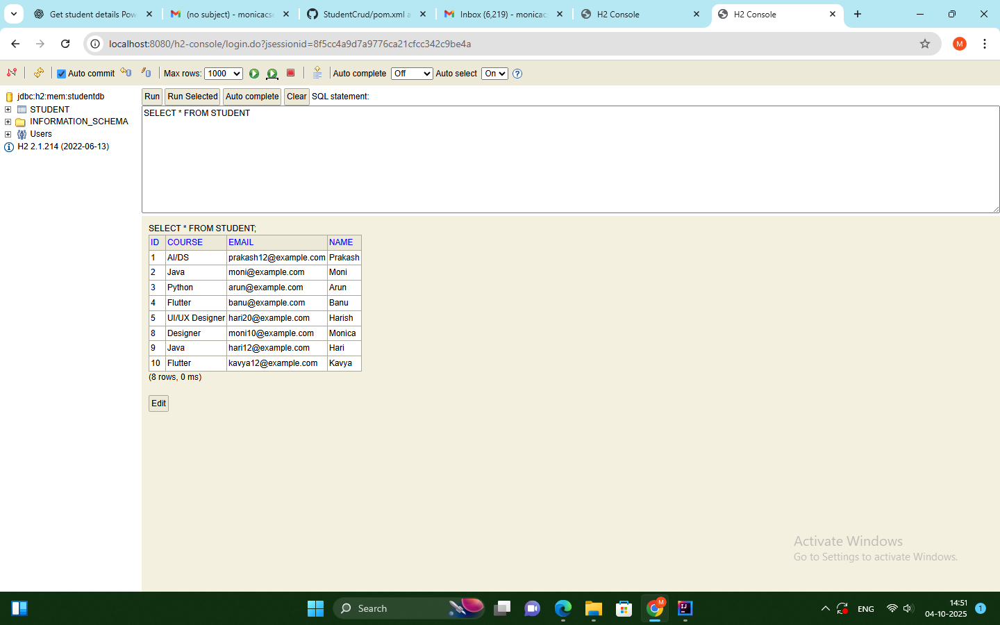 Get student details Pow
(no subject) - monicacse
StudentCrud/pom.xml a
Inbox (6,219) - monicac
H2 Console
H2 Console
localhost:8080/h2-console/login.do?jsessionid=8f5cc4a9d7a9776ca21cfcc342c9be4a
M
Auto commit
Max rows: 1000
Auto complete Off
Auto select On
jdbc:h2:mem:studentdb
STUDENT
INFORMATION_SCHEMA
Users
H2 2.1.214 (2022-06-13)
Run Run Selected Auto complete Clear SQL statement:
SELECT * FROM STUDENT
SELECT * FROM STUDENT;
ID COURSE EMAIL NAME
1 AI/DS prakash12@example.com Prakash
2 Java moni@example.com Moni
3 Python arun@example.com Arun
4 Flutter banu@example.com Banu
5 UI/UX Designer hari20@example.com Harish
8 Designer moni10@example.com Monica
9 Java hari12@example.com Hari
10 Flutter kavya12@example.com Kavya
(8 rows, 0 ms)
Edit
Activate Windows
Go to Settings to activate Windows.
Search
M
IJ
ENG
14:51
04-10-2025
1